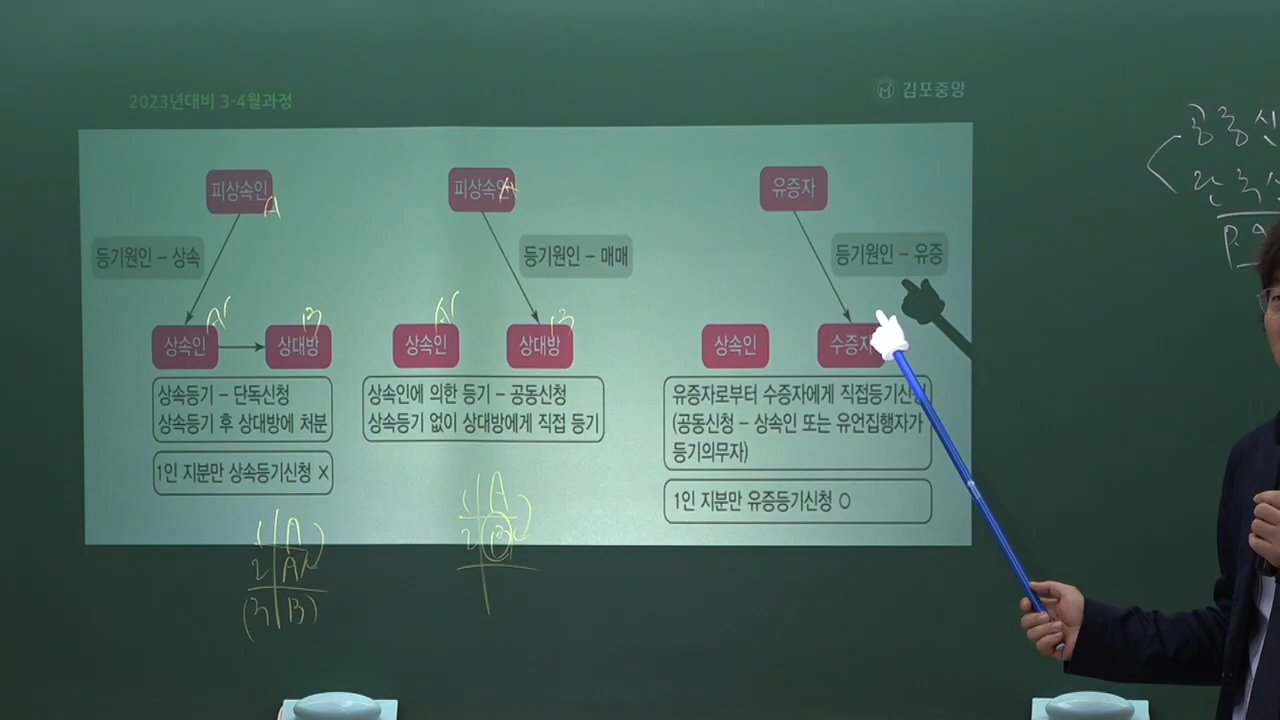 2023년대비 3-4월과정
김포중앙
피상속인
A
등기원인 – 상속
상속인
A'
상대방
B
상속등기 – 단독신청
상속등기 후 상대방에 처분
1인 지분만 상속등기신청 X
1 A
2 A'
3 B
피상속인
A
등기원인 – 매매
상속인
A'
상대방
B
상속인에 의한 등기 – 공동신청
상속등기 없이 상대방에게 직접 등기
1 A
2 B
유증자
등기원인 – 유증
상속인
수증자
유증자로부터 수증자에게 직접등기신청
(공동신청 – 상속인 또는 유언집행자가
등기의무자)
1인 지분만 유증등기신청 O
공동신